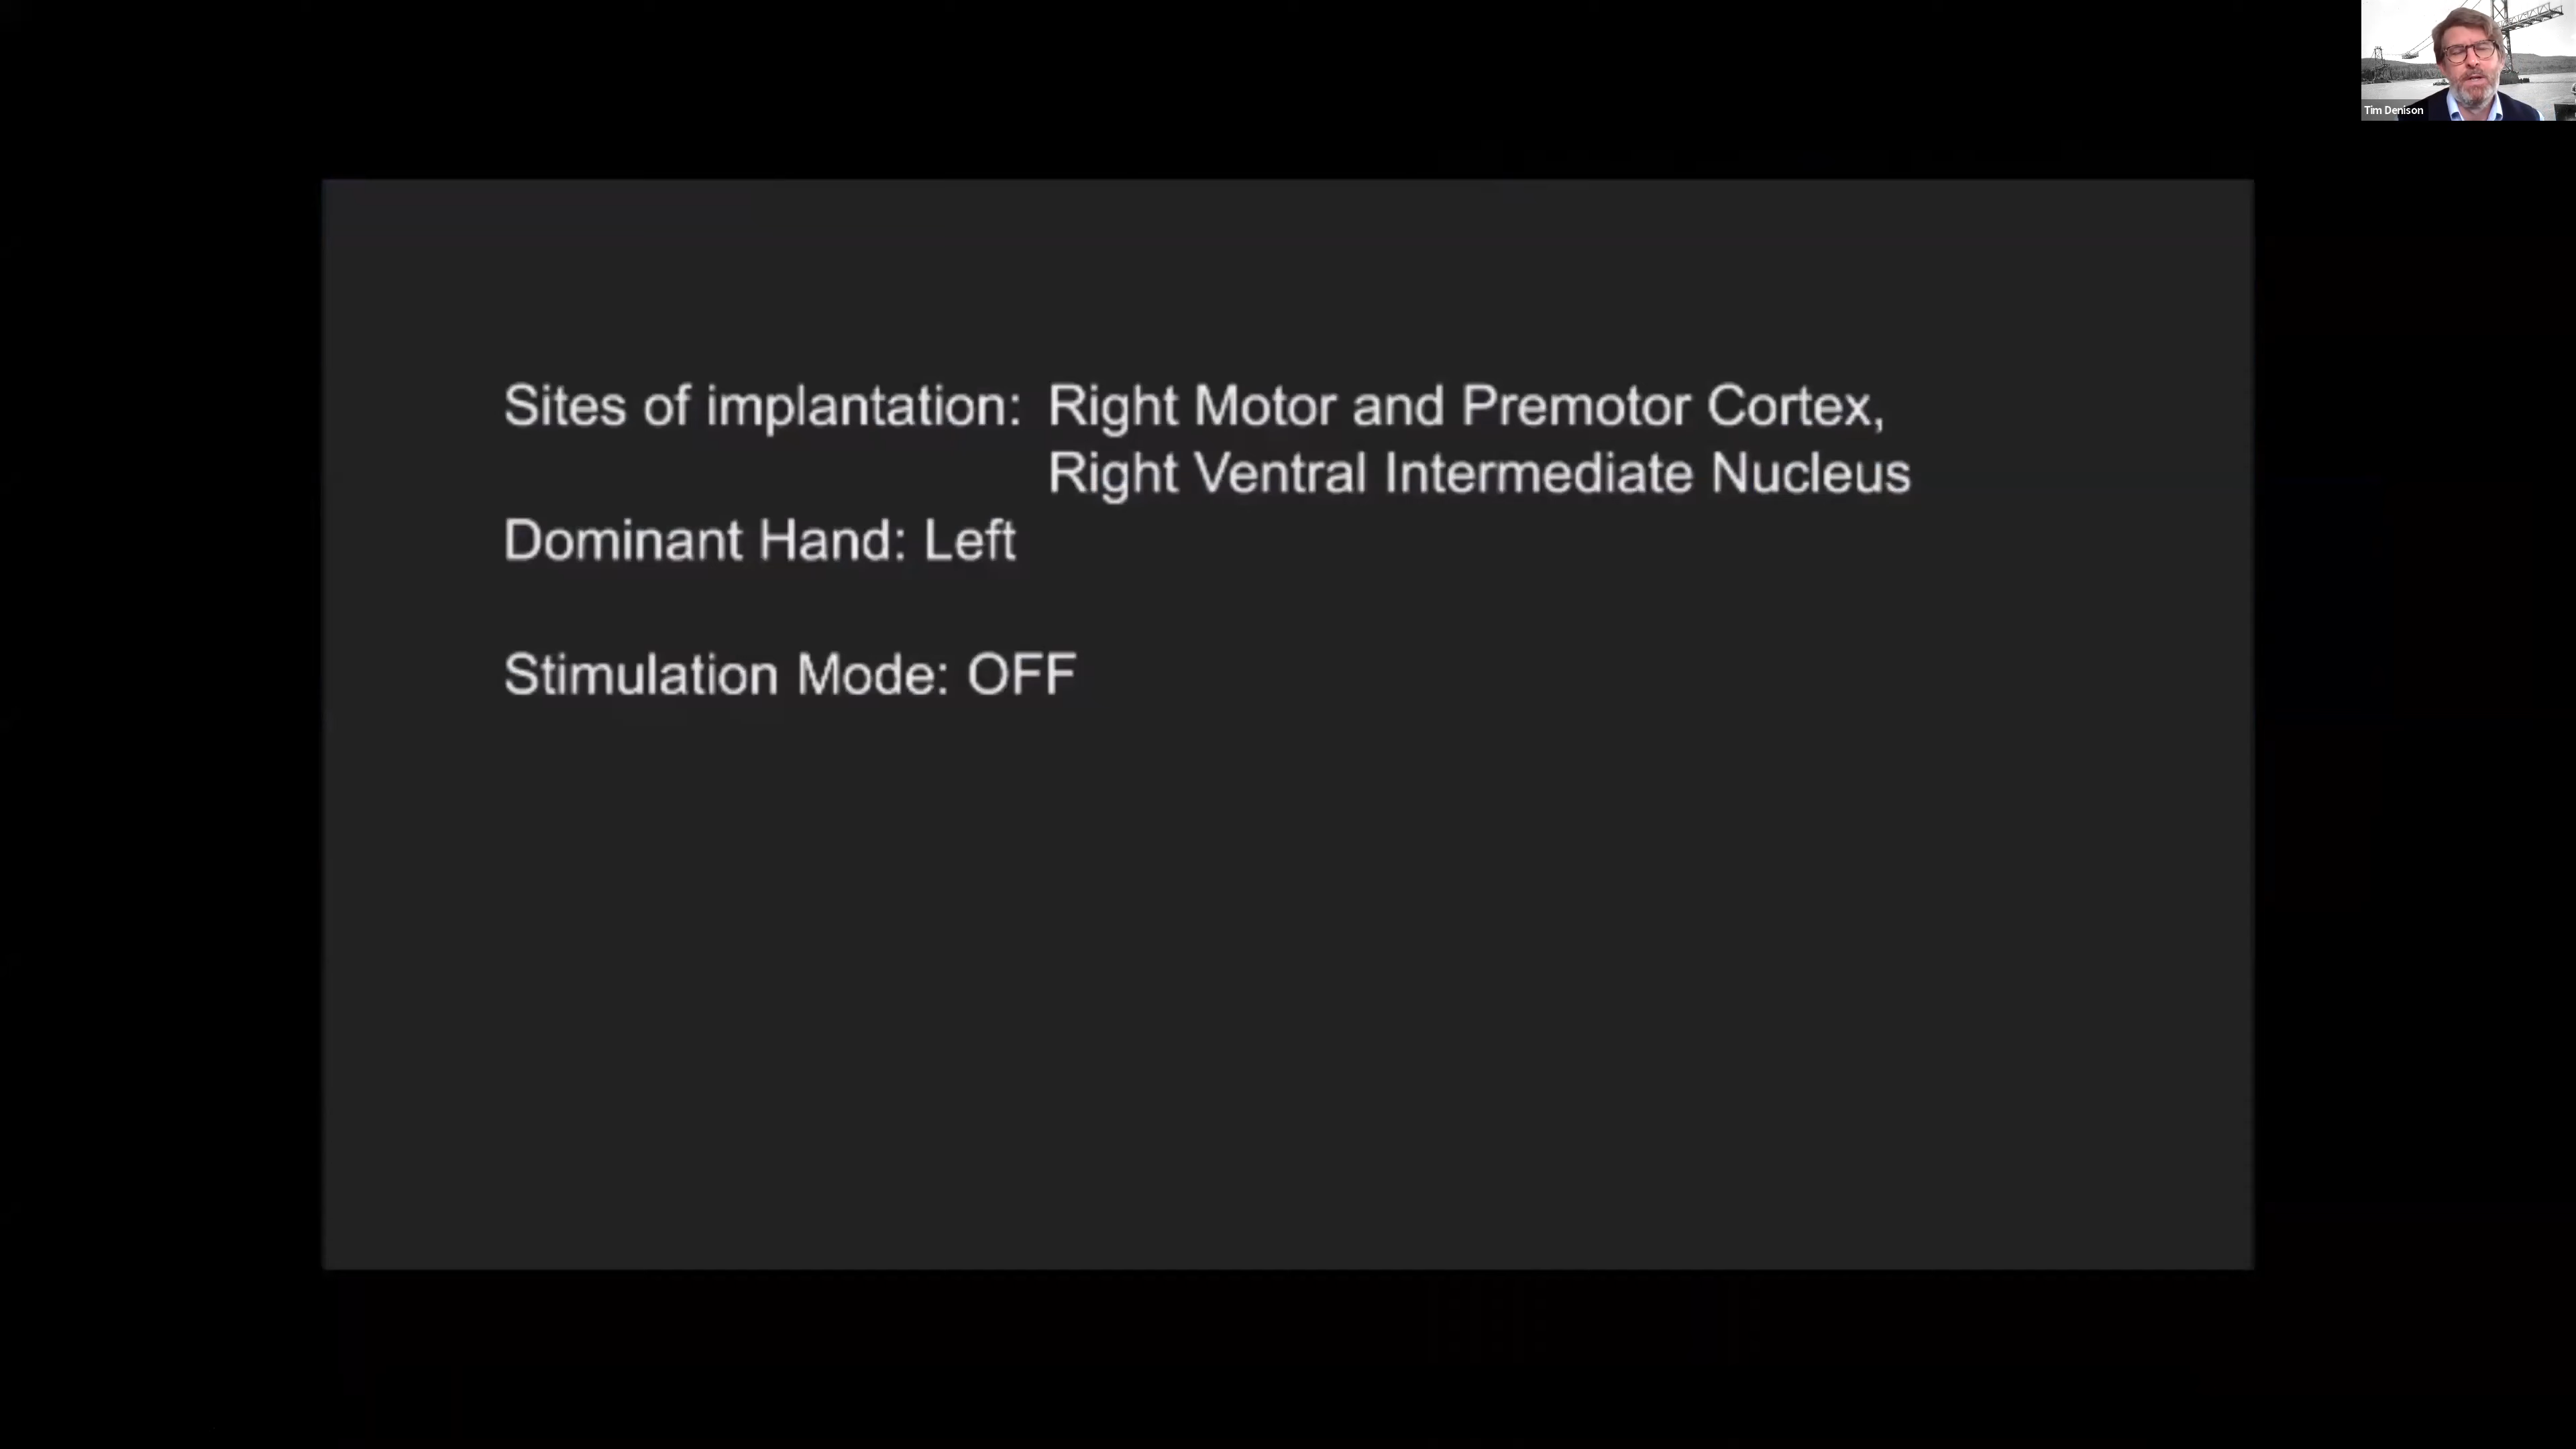 Tim Denison
Sites of implantation: Right Motor and Premotor Cortex,
Right Ventral Intermediate Nucleus
Dominant Hand: Left
Stimulation Mode: OFF